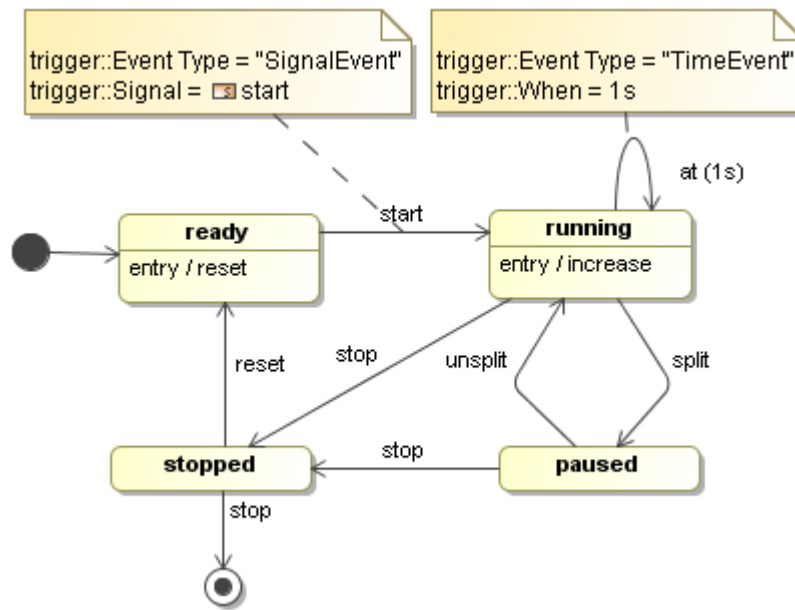 trigger::Event Type = "SignalEvent"
trigger::Signal = s start
trigger::Event Type = "TimeEvent"
trigger::When = 1s
at (1s)
start
ready
entry / reset
running
entry / increase
reset
stop
unsplit
split
stopped
stop
paused
stop